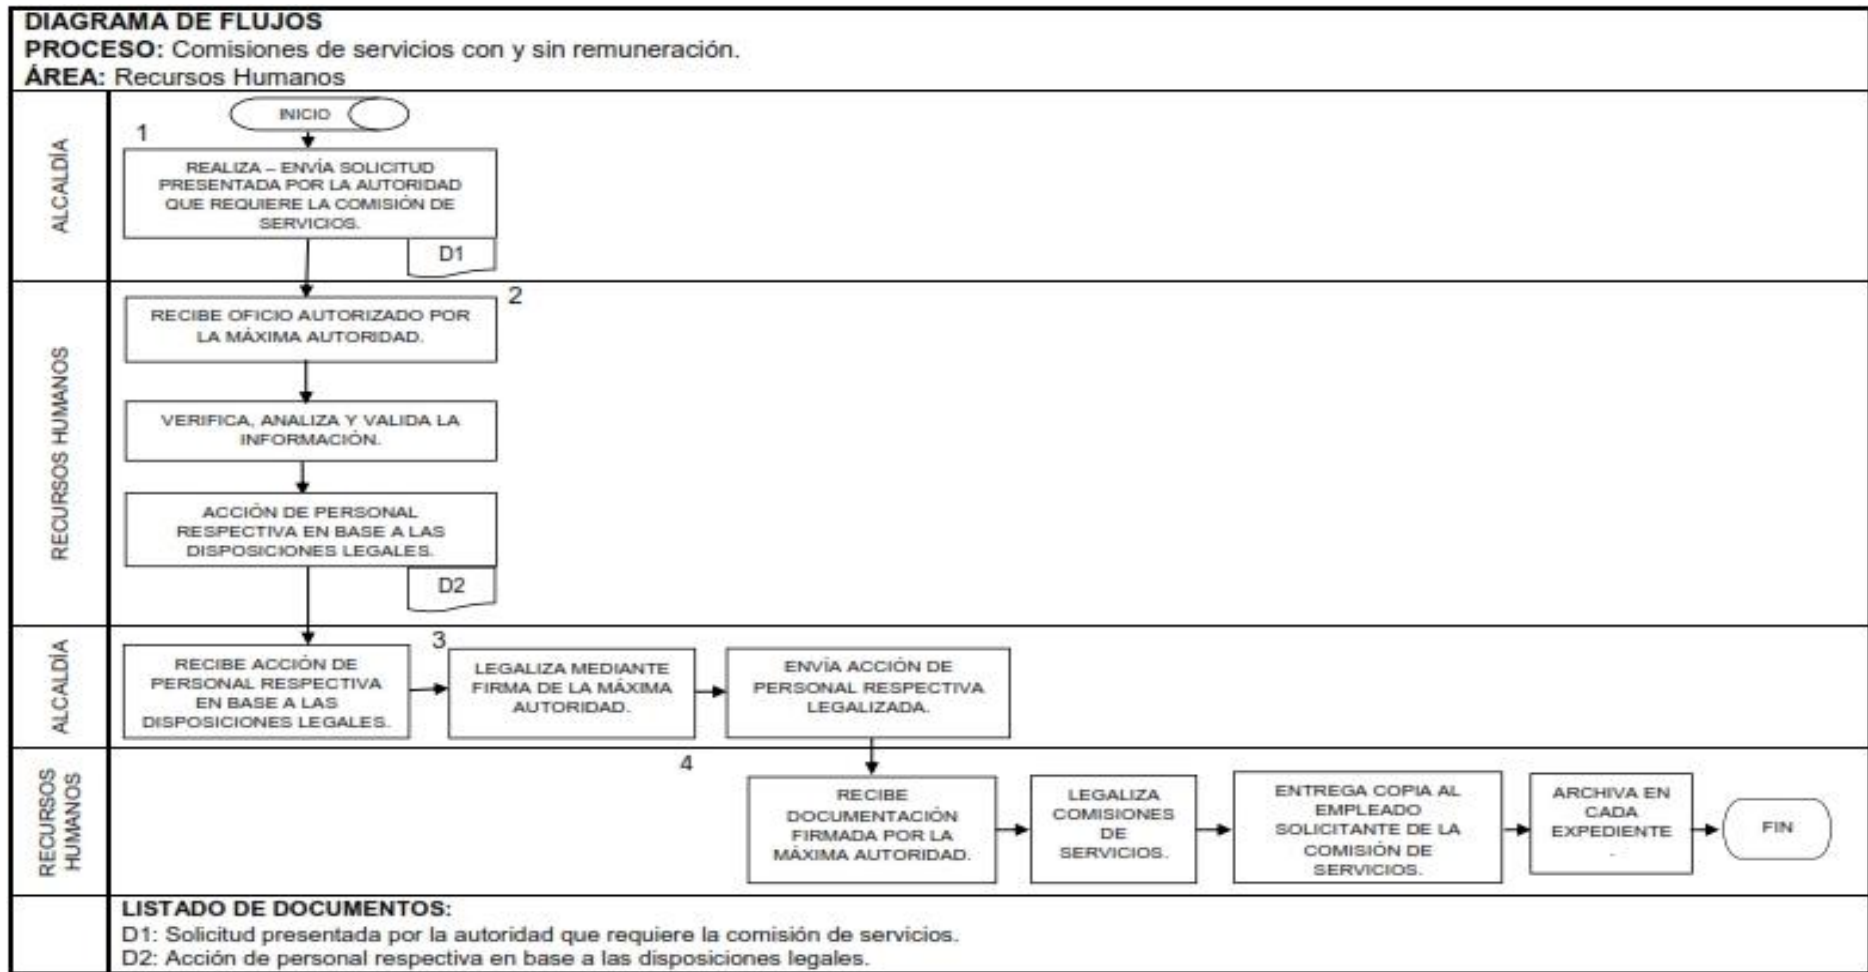 DIAGRAMA DE FLUJOS
PROCESO: Comisiones de servicios con y sin remuneración.
ÁREA: Recursos Humanos
ALCALDÍA
INICIO
1
REALIZA – ENVÍA SOLICITUD
PRESENTADA POR LA AUTORIDAD
QUE REQUIERE LA COMISIÓN DE
SERVICIOS.
D1
RECURSOS HUMANOS
2
RECIBE OFICIO AUTORIZADO POR
LA MÁXIMA AUTORIDAD.
VERIFICA, ANALIZA Y VALIDA LA
INFORMACIÓN.
ACCIÓN DE PERSONAL
RESPECTIVA EN BASE A LAS
DISPOSICIONES LEGALES.
D2
ALCALDÍA
RECIBE ACCIÓN DE
PERSONAL RESPECTIVA
EN BASE A LAS
DISPOSICIONES LEGALES.
3
LEGALIZA MEDIANTE
FIRMA DE LA MÁXIMA
AUTORIDAD.
ENVÍA ACCIÓN DE
PERSONAL RESPECTIVA
LEGALIZADA.
RECURSOS
HUMANOS
4
RECIBE
DOCUMENTACIÓN
FIRMADA POR LA
MÁXIMA AUTORIDAD.
LEGALIZA
COMISIONES
DE
SERVICIOS.
ENTREGA COPIA AL
EMPLEADO
SOLICITANTE DE LA
COMISIÓN DE
SERVICIOS.
ARCHIVA EN
CADA
EXPEDIENTE
.
FIN
LISTADO DE DOCUMENTOS:
D1: Solicitud presentada por la autoridad que requiere la comisión de servicios.
D2: Acción de personal respectiva en base a las disposiciones legales.